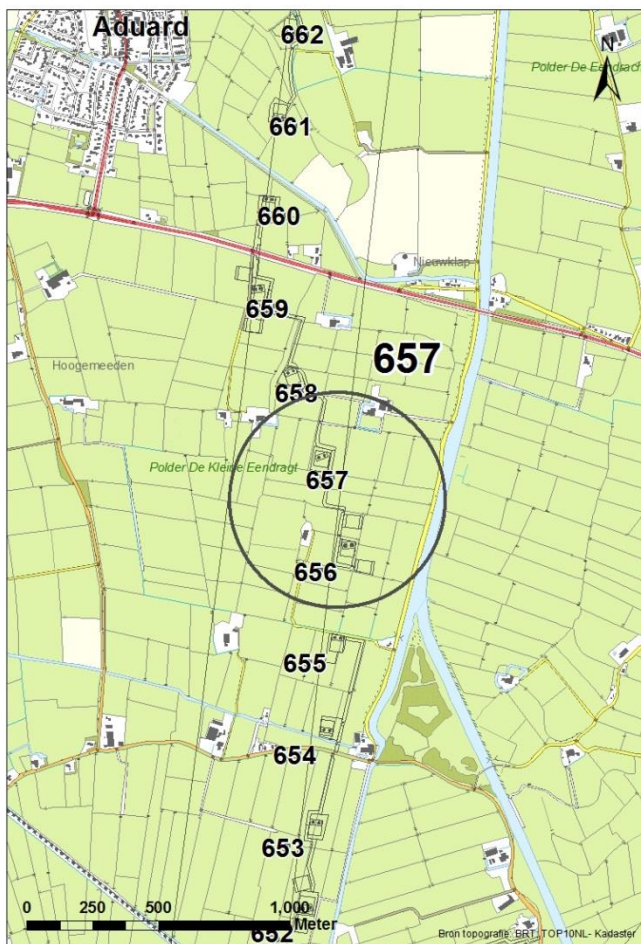 Aduard
662
N
Polder De Eendrach
661
660
Nieuwklap
659
657
Hoogemeeden
658
Polder De Kleine Eendragt
657
656
655
654
653
0 250 500 1,000
Meter
652
Bron topografie: BRT; TOP10NL- Kadaster